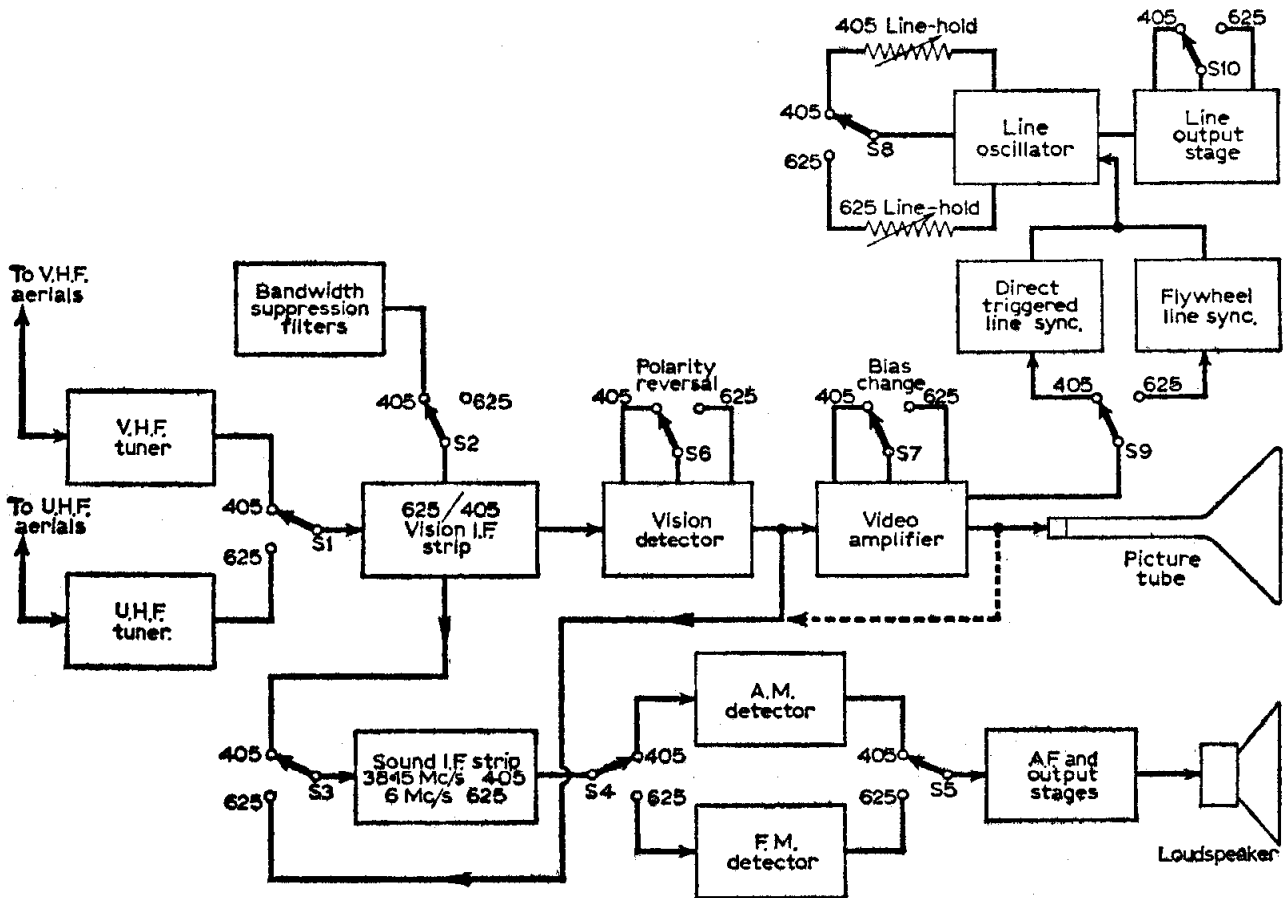 405 Line-hold
405
625
S10
405
S8
625
Line
oscillator
Line
output
stage
625 Line-hold
To V.H.F.
aerials
Bandwidth
suppression
filters
Direct
triggered
line sync.
Flywheel
line sync.
V.H.F.
tuner
405
625
S2
Polarity
reversal
405
625
S6
Bias
change
405
625
S7
405
625
S9
To U.H.F.
aerials
405
S1
625
625/405
Vision I.F.
strip
Vision
detector
Video
amplifier
Picture
tube
U.H.F.
tuner.
A.M.
detector
405
S3
625
Sound I.F. strip
38·15 Mc/s 405
6 Mc/s 625
S4
405
625
405
S5
625
A.F and
output
stages
F.M.
detector
Loudspeaker